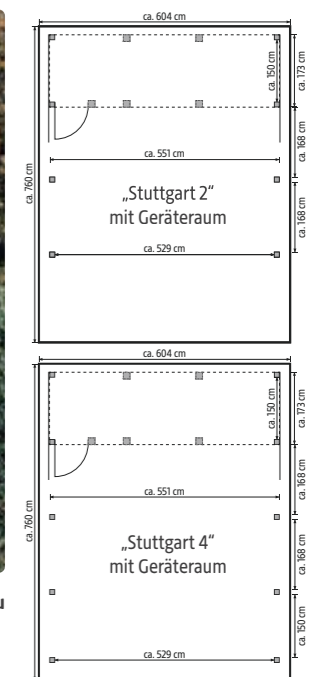 ca. 604 cm
ca. 150 cm
ca. 173 cm
ca. 168 cm
ca. 551 cm
ca. 760 cm
„Stuttgart 2“
mit Geräteraum
ca. 168 cm
ca. 529 cm
ca. 604 cm
ca. 150 cm
ca. 173 cm
ca. 168 cm
ca. 551 cm
ca. 760 cm
„Stuttgart 4“
mit Geräteraum
ca. 168 cm
ca. 150 cm
ca. 529 cm